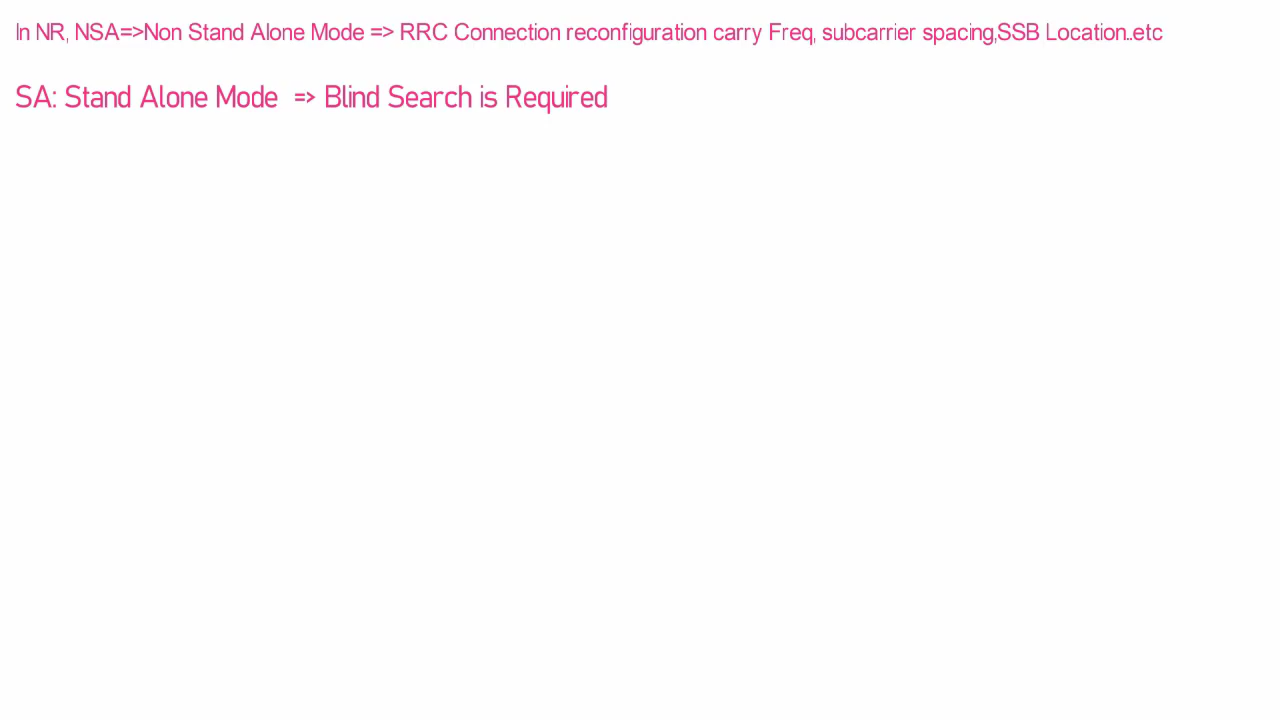 In NR, NSA=>Non Stand Alone Mode => RRC Connection reconfiguration carry Freq, subcarrier spacing,SSB Location..etc
SA: Stand Alone Mode => Blind Search is Required